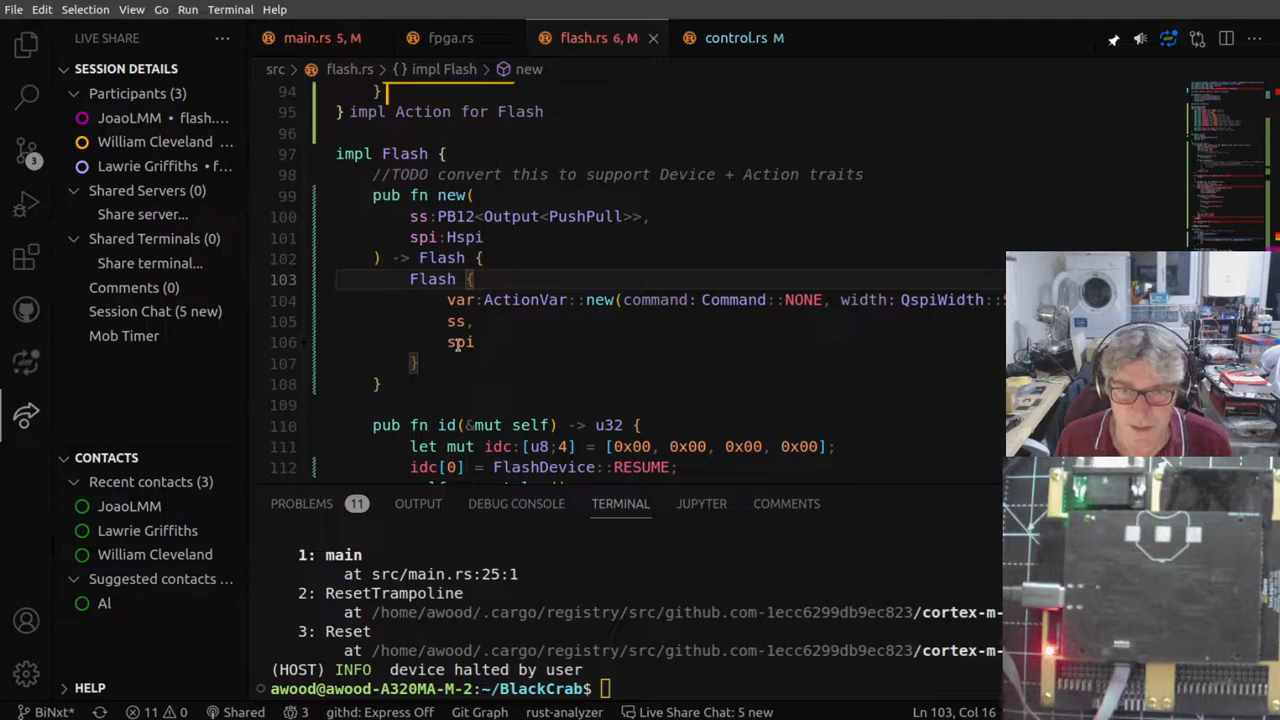 File Edit Selection View Go Run Terminal Help
LIVE SHARE ···
main.rs 5, M
fpga.rs
flash.rs 6, M
control.rs M
SESSION DETAILS
src > flash.rs > {} impl Flash > new
Participants (3)
JoaoLMM • flash....
William Cleveland ...
Lawrie Griffiths • f...
Shared Servers (0)
Share server...
Shared Terminals (0)
Share terminal...
Comments (0)
Session Chat (5 new)
Mob Timer
3
94 }
95 } impl Action for Flash
96
97 impl Flash {
98 //TODO convert this to support Device + Action traits
99 pub fn new(
100 ss:PB12<Output<PushPull>>,
101 spi:Hspi
102 ) -> Flash {
103 Flash {
104 var:ActionVar::new(command: Command::NONE, width: QspiWidth::
105 ss,
106 spi
107 }
108 }
109
110 pub fn id(&mut self) -> u32 {
111 let mut idc:[u8;4] = [0x00, 0x00, 0x00, 0x00];
112 idc[0] = FlashDevice::RESUME;
CONTACTS
Recent contacts (3)
JoaoLMM
Lawrie Griffiths
William Cleveland
Suggested contacts ...
Al
HELP
PROBLEMS 11 OUTPUT DEBUG CONSOLE TERMINAL JUPYTER COMMENTS
1: main
at src/main.rs:25:1
2: ResetTrampoline
at /home/awood/.cargo/registry/src/github.com-1ecc6299db9ec823/cortex-m-
3: Reset
at /home/awood/.cargo/registry/src/github.com-1ecc6299db9ec823/cortex-m-
(HOST) INFO device halted by user
awood@awood-A320MA-M-2:~/BlackCrab$
BiNxt* 11 0 Shared 3 githd: Express Off Git Graph rust-analyzer Live Share Chat: 5 new Ln 103, Col 16